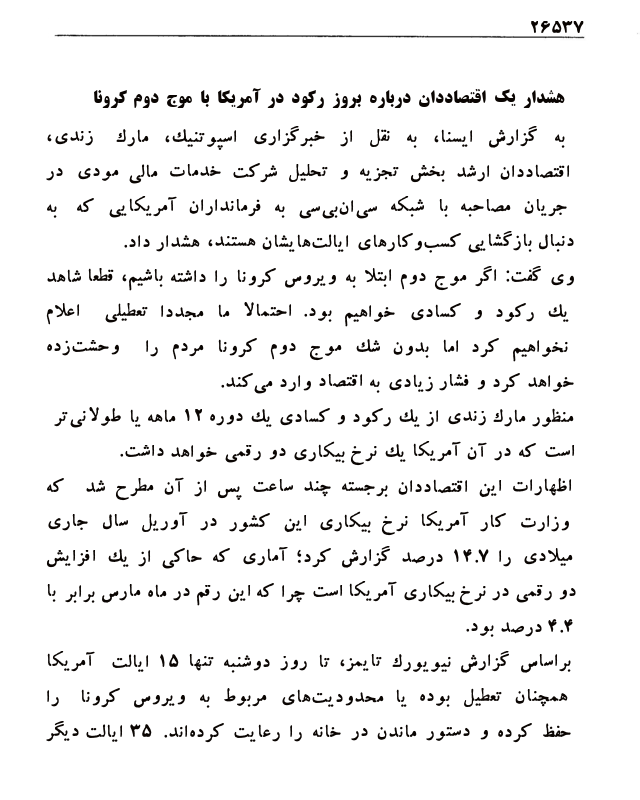 ۲۶۵۳۷
هشدار یک اقتصاددان درباره بروز رکود در آمریکا با موج دوم کرونا
به گزارش ایسنا، به نقل از خبرگزاری اسپوتنیك، مارك زندی،
اقتصاددان ارشد بخش تجزیه و تحلیل شرکت خدمات مالی مودی در
جریان مصاحبه با شبکه سی‌ان‌بی‌سی به فرمانداران آمریکایی که به
دنبال بازگشایی کسب‌وکارهای ایالت‌هایشان هستند، هشدار داد.
وی گفت: اگر موج دوم ابتلا به ویروس کرونا را داشته باشیم، قطعا شاهد
یك رکود و کسادی خواهیم بود. احتمالا ما مجددا تعطیلی اعلام
نخواهیم کرد اما بدون شك موج دوم کرونا مردم را وحشت‌زده
خواهد کرد و فشار زیادی به اقتصاد وارد می‌کند.
منظور مارك زندی از یك رکود و کسادی یك دوره ۱۲ ماهه یا طولانی‌تر
است که در آن آمریکا یك نرخ بیکاری دو رقمی خواهد داشت.
اظهارات این اقتصاددان برجسته چند ساعت پس از آن مطرح شد که
وزارت کار آمریکا نرخ بیکاری این کشور در آوریل سال جاری
میلادی را ۱۴.۷ درصد گزارش کرد؛ آماری که حاکی از یك افزایش
دو رقمی در نرخ بیکاری آمریکا است چرا که این رقم در ماه مارس برابر با
۴.۴ درصد بود.
براساس گزارش نیویورك تایمز، تا روز دوشنبه تنها ۱۵ ایالت آمریکا
همچنان تعطیل بوده یا محدودیت‌های مربوط به ویروس کرونا را
حفظ کرده و دستور ماندن در خانه را رعایت کرده‌اند. ۳۵ ایالت دیگر